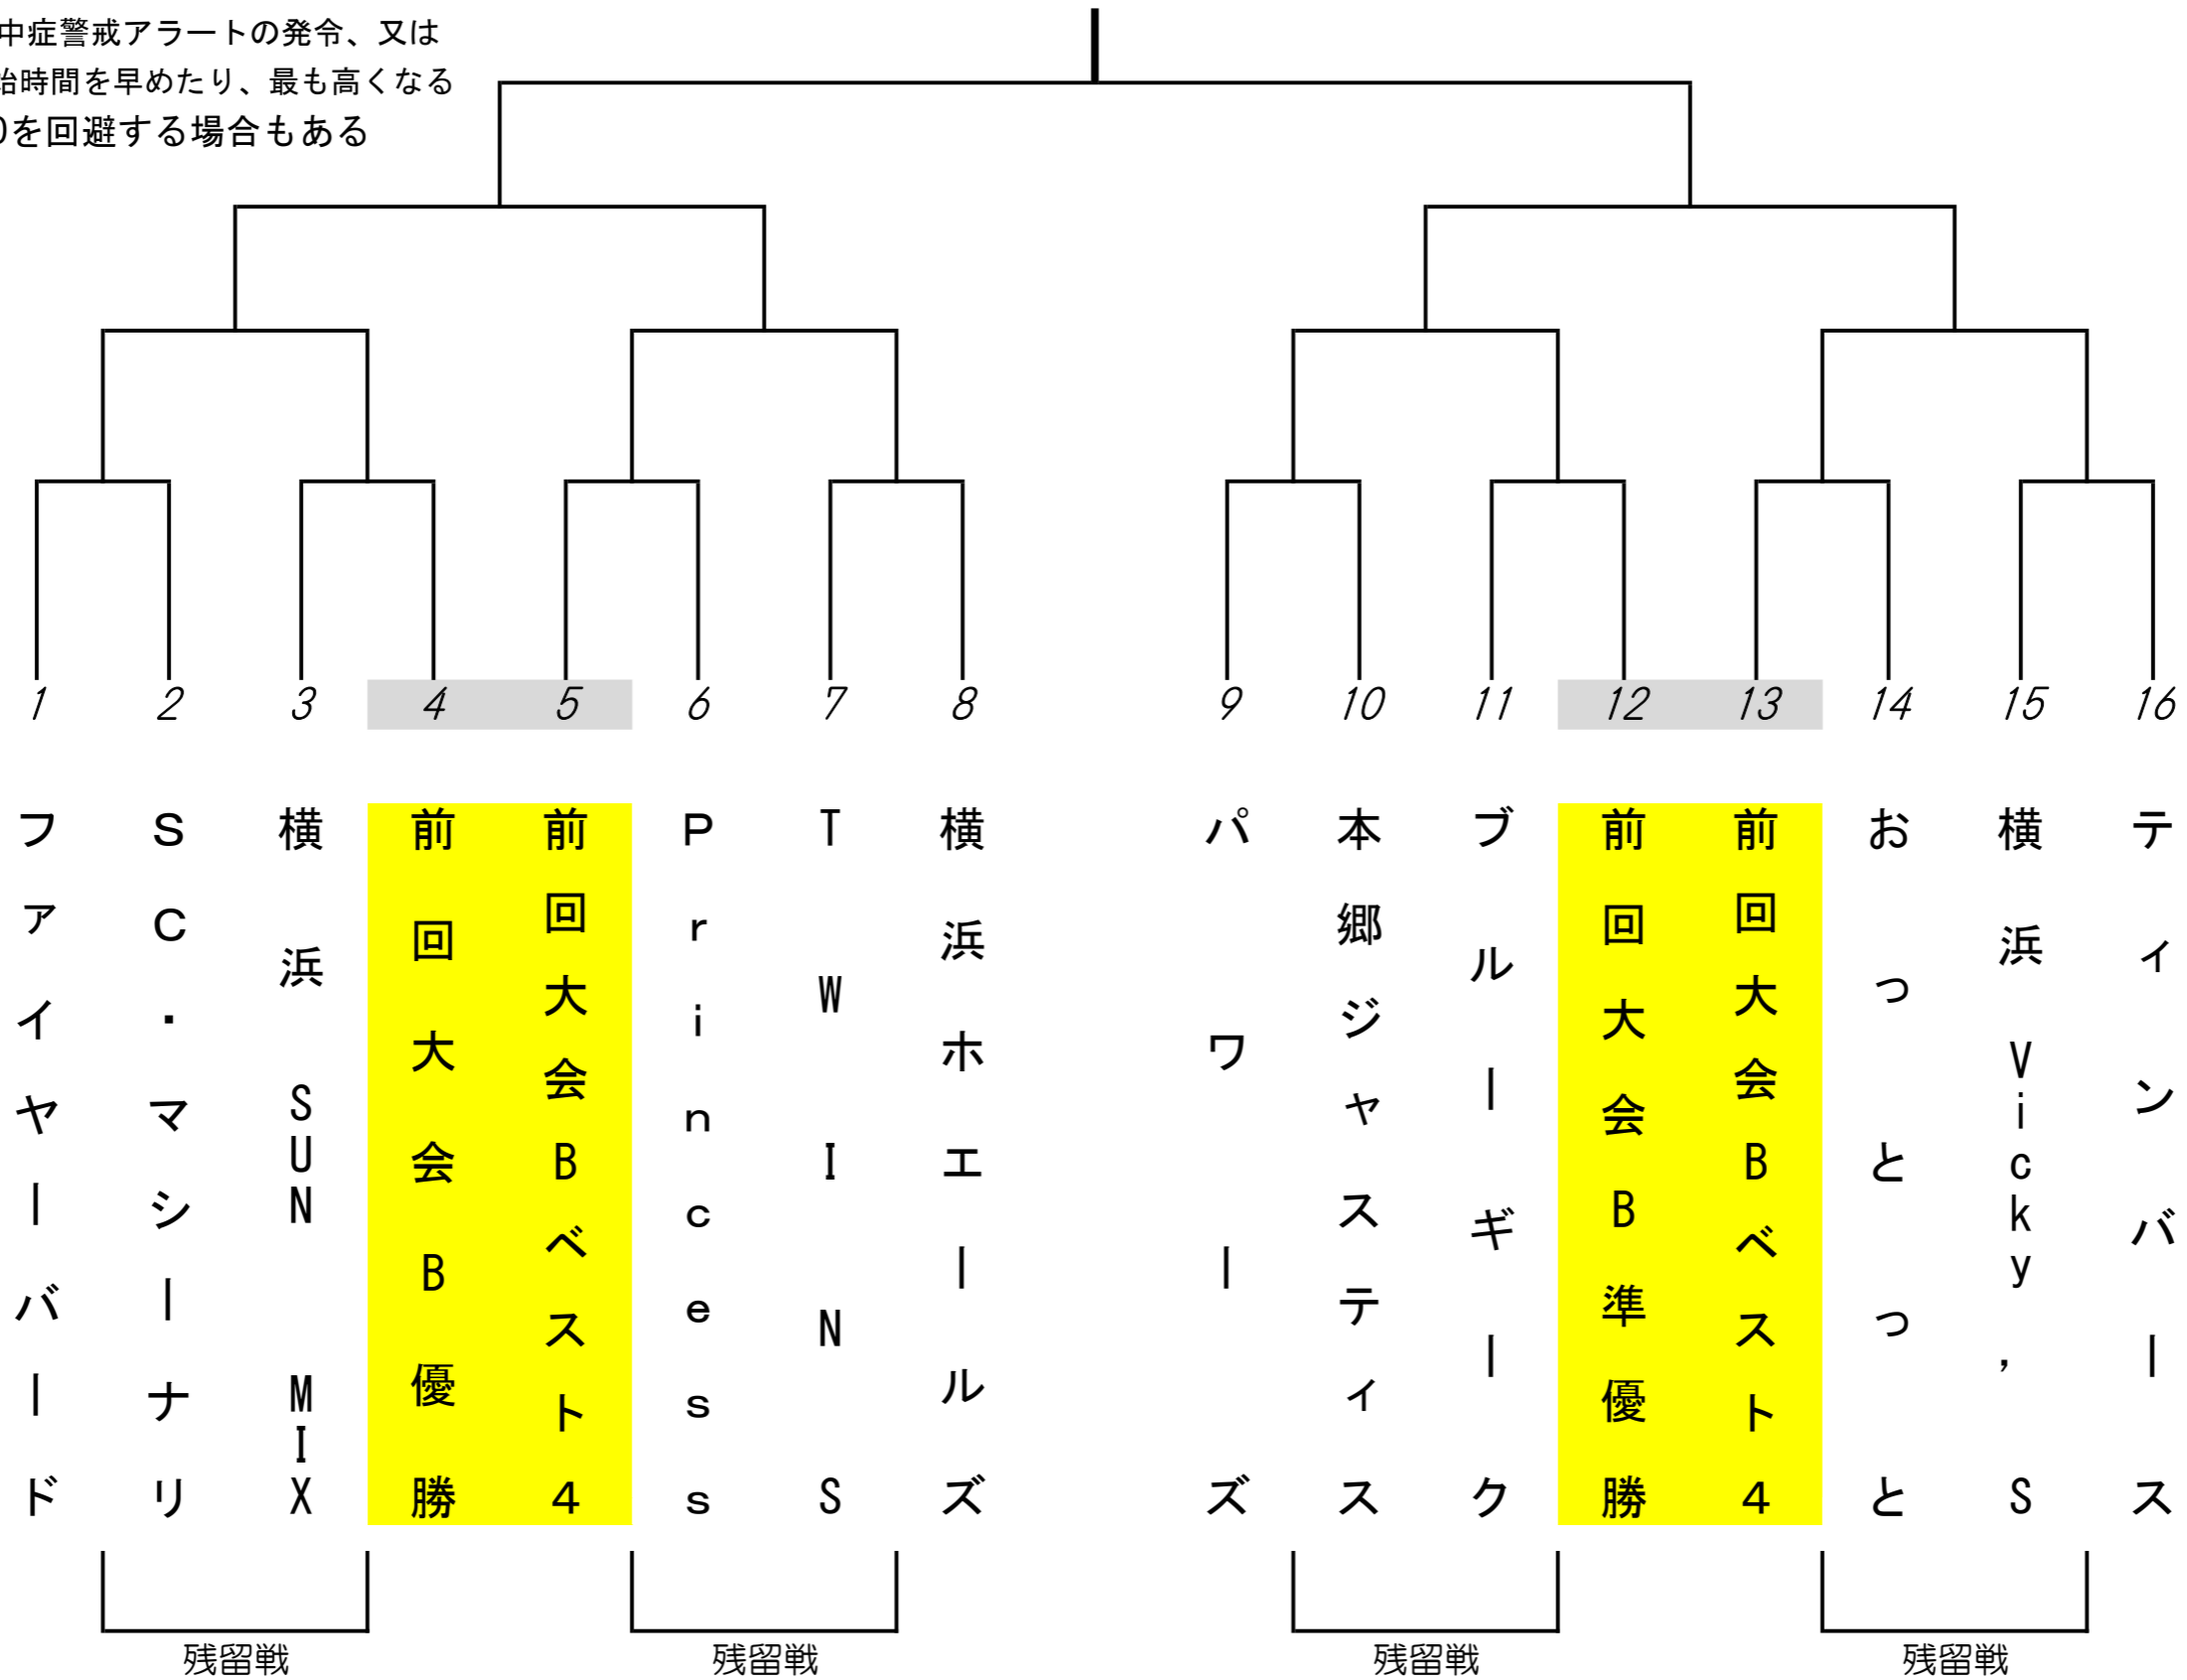 中症警戒アラートの発令、又は
始時間を早めたり、最も高くなる
0を回避する場合もある
1
2
3
4
5
6
7
8
9
10
11
12
13
14
15
16
ファイヤーバード
SC・マシーナリ
横浜 SUN MIX
前回大会B優勝
前回大会Bベスト4
Princess
TWINS
横浜ホエールズ
パワーズ
本郷ジャスティス
ブルーギーク
前回大会B準優勝
前回大会Bベスト4
おっとっと
横浜 Vicky,S
ティンバース
残留戦
残留戦
残留戦
残留戦